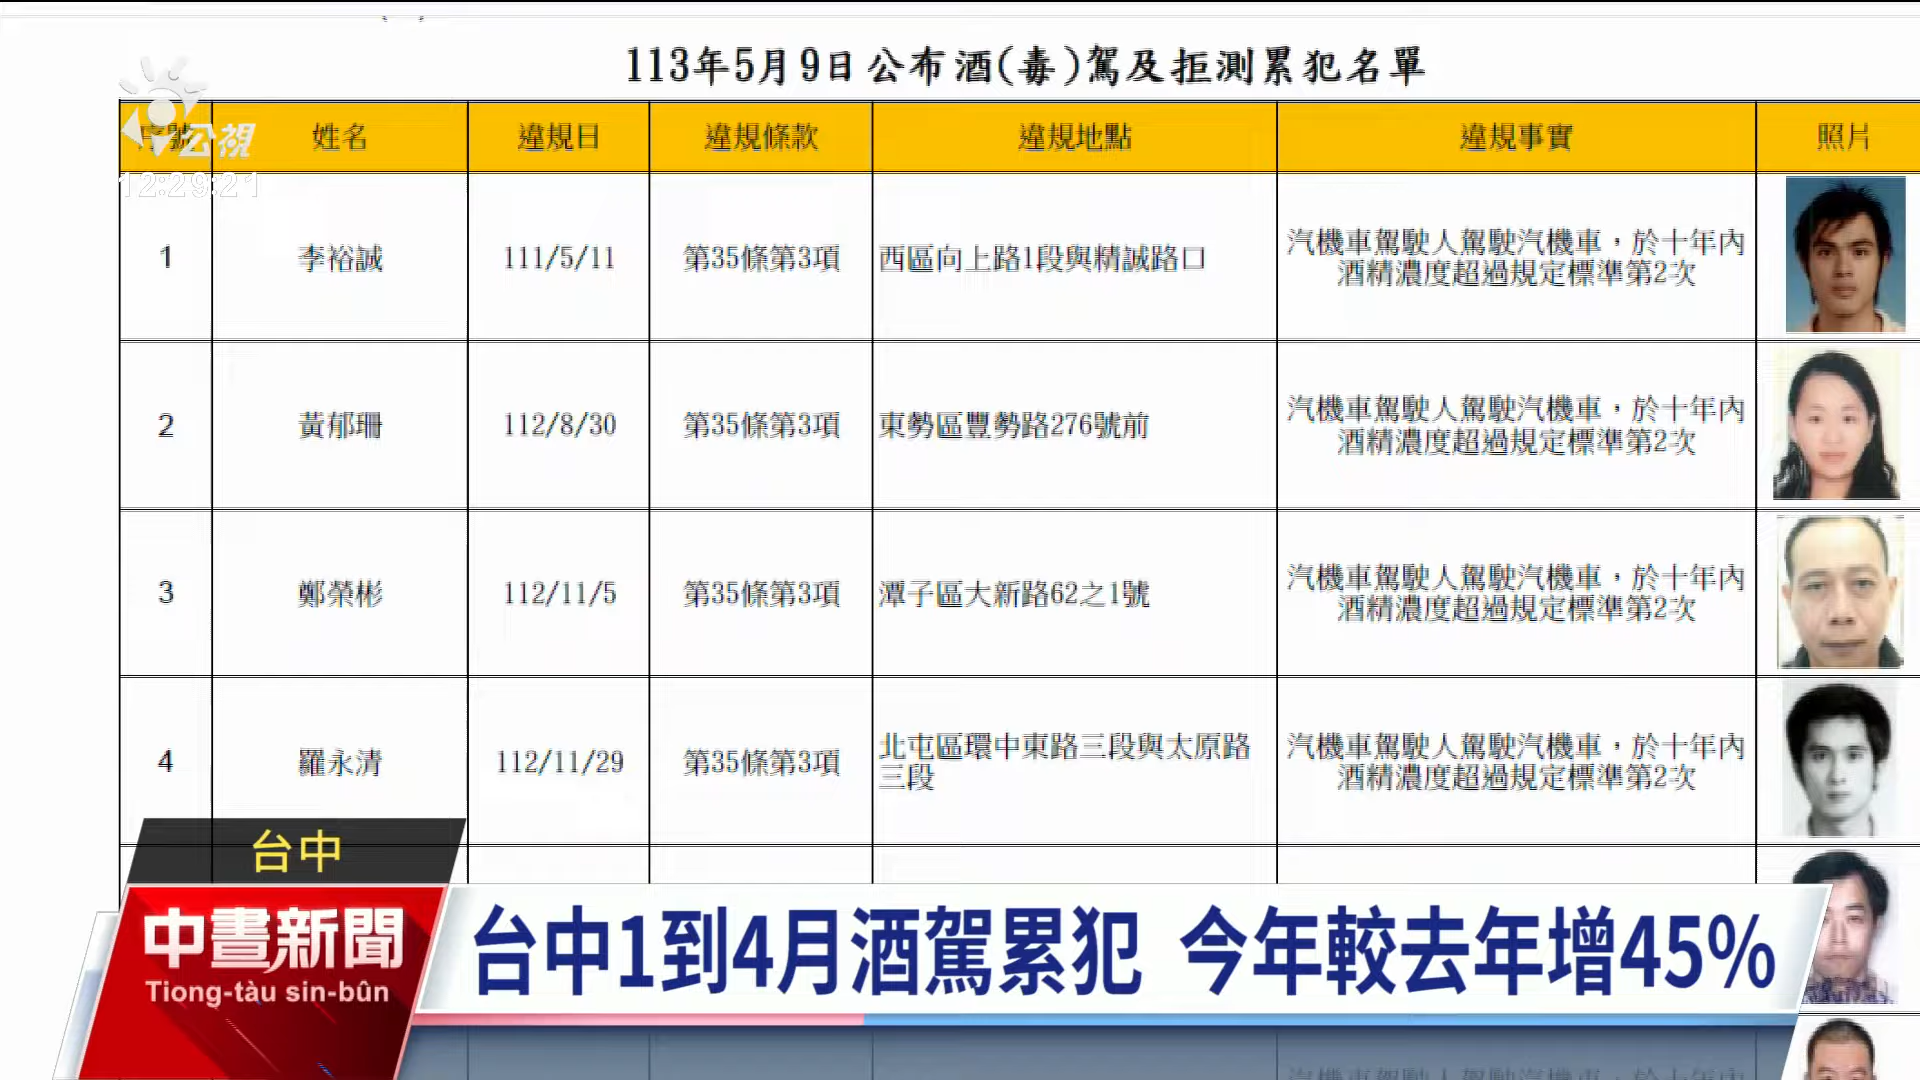 113年5月9日公布酒(毒)駕及拒測累犯名單
公視
12:29:21
序號 姓名 違規日 違規條款 違規地點 違規事實 照片
1 李裕誠 111/5/11 第35條第3項 西區向上路1段與精誠路口 汽機車駕駛人駕駛汽機車，於十年內
酒精濃度超過規定標準第2次
2 黃郁珊 112/8/30 第35條第3項 東勢區豐勢路276號前 汽機車駕駛人駕駛汽機車，於十年內
酒精濃度超過規定標準第2次
3 鄭榮彬 112/11/5 第35條第3項 潭子區大新路62之1號 汽機車駕駛人駕駛汽機車，於十年內
酒精濃度超過規定標準第2次
4 羅永清 112/11/29 第35條第3項 北屯區環中東路三段與太原路
三段 汽機車駕駛人駕駛汽機車，於十年內
酒精濃度超過規定標準第2次
台中
中晝新聞
Tiong-tàu sin-bûn
台中1到4月酒駕累犯 今年較去年增45%